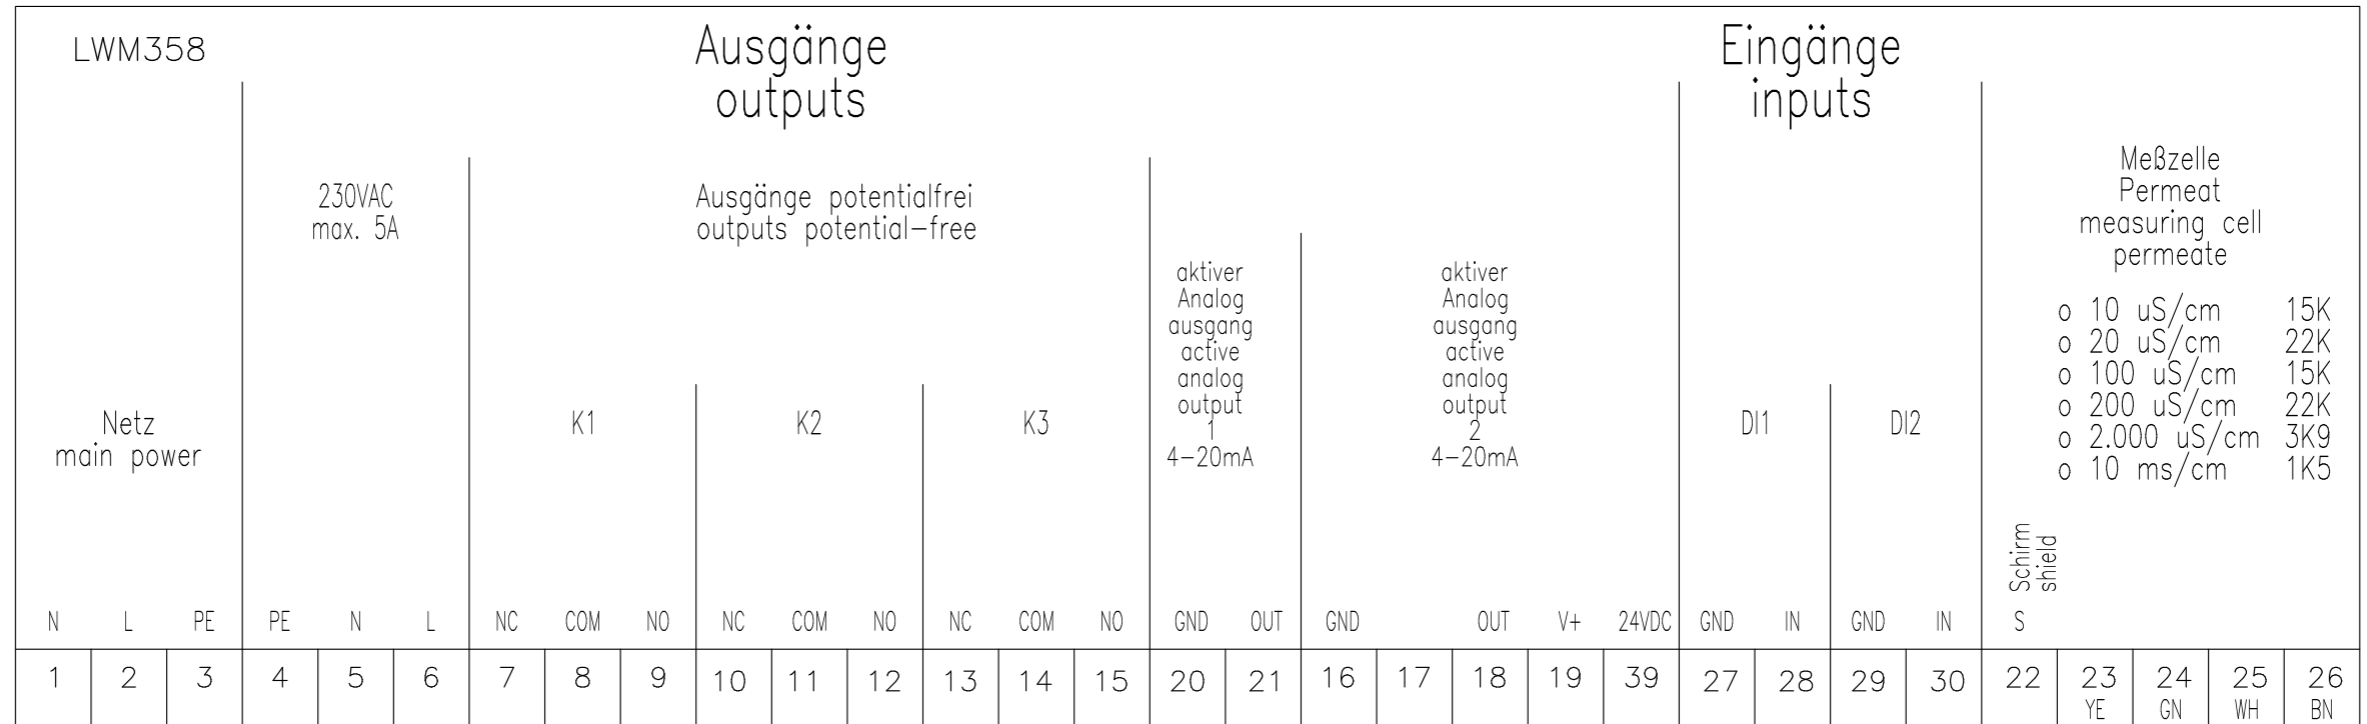 LWM358
Ausgänge
outputs
Eingänge
inputs
230VAC
max. 5A
Ausgänge potentialfrei
outputs potential-free
Meßzelle
Permeat
measuring cell
permeate
aktiver
Analog
ausgang
active
analog
output
1
4-20mA
aktiver
Analog
ausgang
active
analog
output
2
4-20mA
o 10 uS/cm 15K
o 20 uS/cm 22K
o 100 uS/cm 15K
o 200 uS/cm 22K
o 2.000 uS/cm 3K9
o 10 ms/cm 1K5
Netz
main power
K1
K2
K3
DI1
DI2
Schirm
shield
N L PE PE N L NC COM NO NC COM NO NC COM NO GND OUT GND OUT V+ 24VDC GND IN GND IN S
1 2 3 4 5 6 7 8 9 10 11 12 13 14 15 20 21 16 17 18 19 39 27 28 29 30 22 23 24 25 26
YE GN WH BN